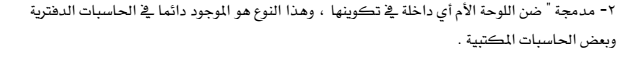 ٢- مدمجة " ضن اللوحة الأم أي داخلة في تكوينها ، وهذا النوع هو الموجود دائما في الحاسبات الدفترية
وبعض الحاسبات المكتبية .